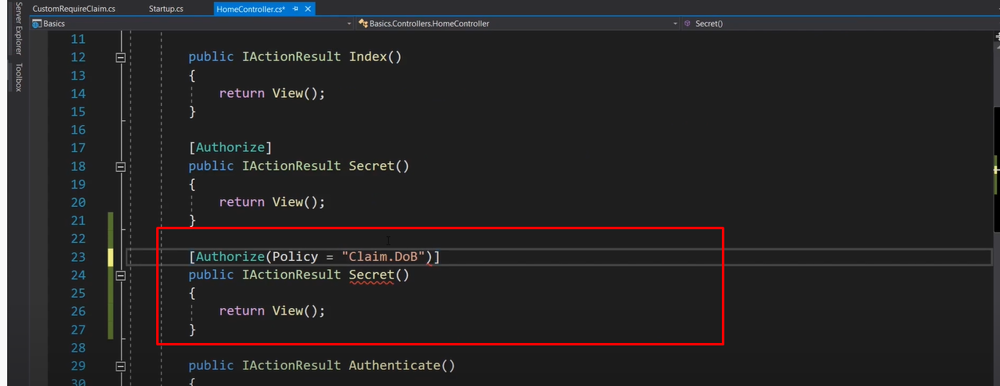 Server Explorer
Toolbox
CustomRequireClaim.cs
Startup.cs
HomeController.cs*
Basics
Basics.Controllers.HomeController
Secret()
11
12 public IActionResult Index()
13 {
14 return View();
15 }
16
17 [Authorize]
18 public IActionResult Secret()
19 {
20 return View();
21 }
22
23 [Authorize(Policy = "Claim.DoB")]
24 public IActionResult Secret()
25 {
26 return View();
27 }
28
29 public IActionResult Authenticate()
30 {